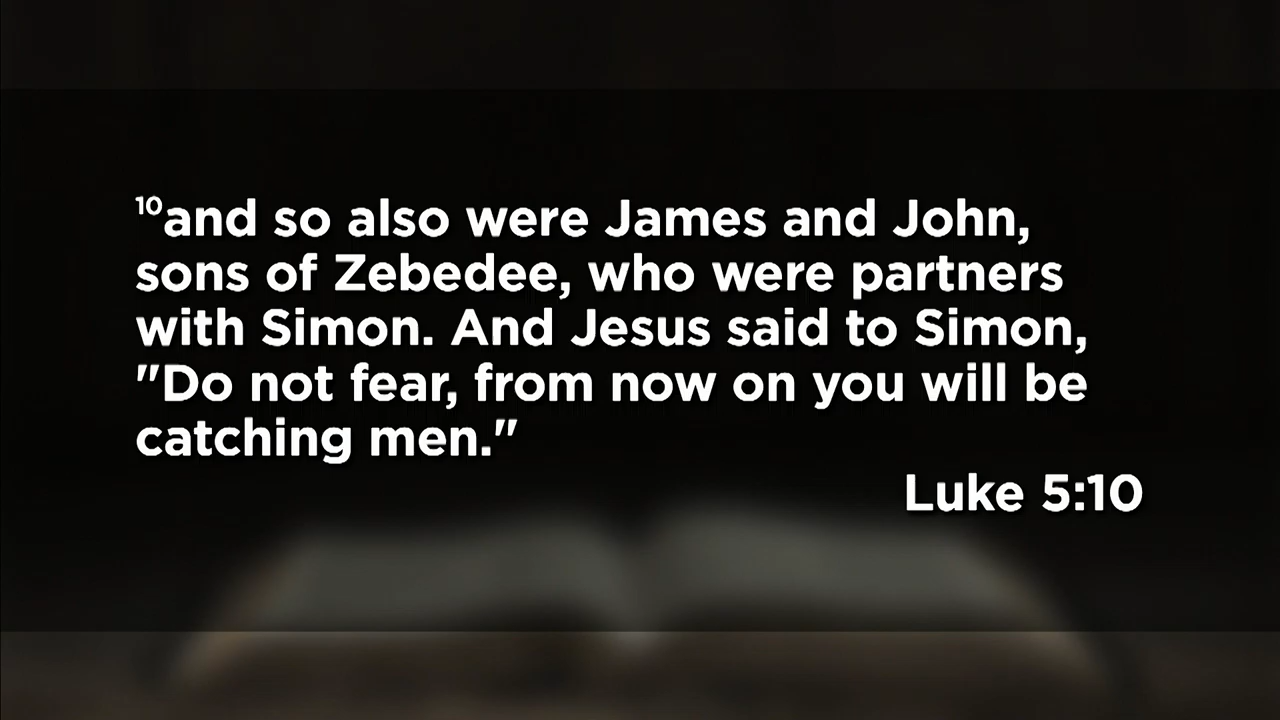 ¹⁰and so also were James and John,
sons of Zebedee, who were partners
with Simon. And Jesus said to Simon,
"Do not fear, from now on you will be
catching men."
Luke 5:10